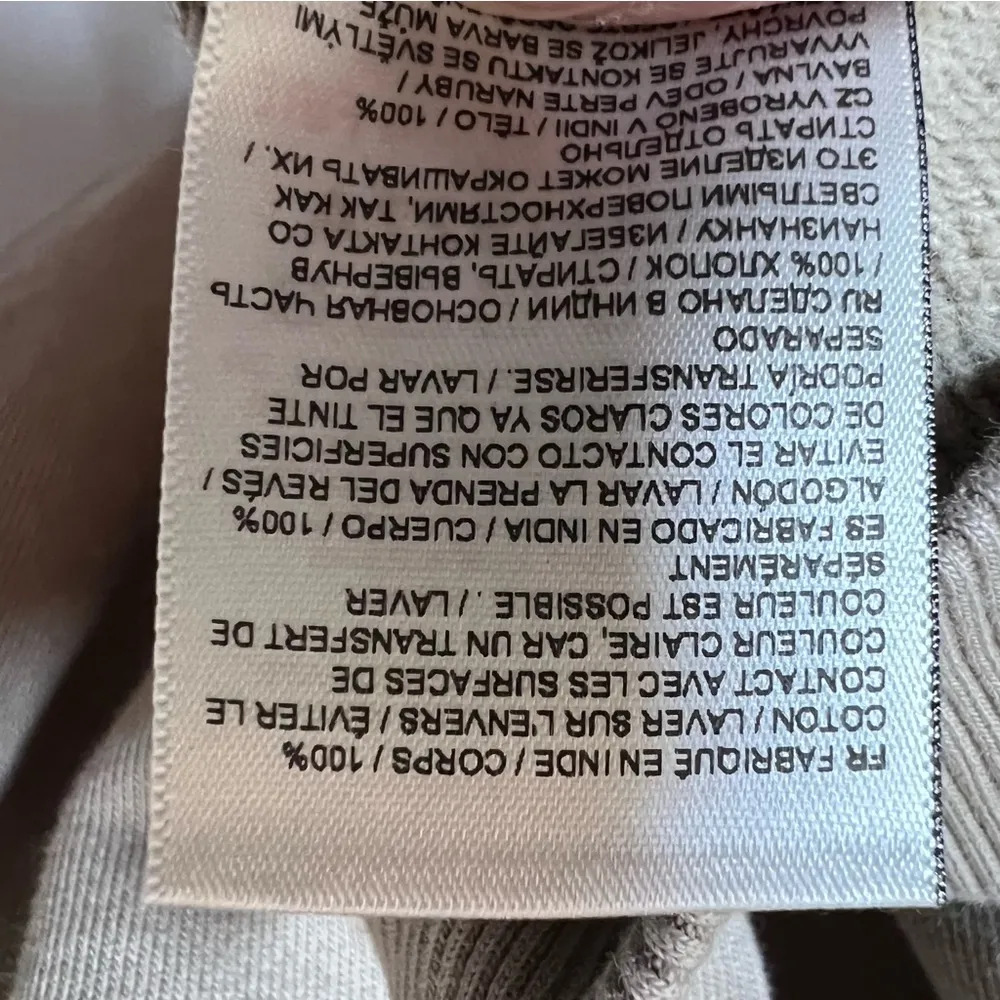 FR FABRIQUÉ EN INDE / CORPS / 100%
COTON / LAVER SUR L'ENVERS / ÉVITER LE
CONTACT AVEC LES SURFACES DE
COULEUR CLAIRE, CAR UN TRANSFERT DE
COULEUR EST POSSIBLE . / LAVER
SÉPARÉMENT
ES FABRICADO EN INDIA / CUERPO / 100%
ALGODÓN / LAVAR LA PRENDA DEL REVÉS /
EVITAR EL CONTACTO CON SUPERFICIES
DE COLORES CLAROS YA QUE EL TINTE
PODRÍA TRANSFERIRSE. / LAVAR POR
SEPARADO
RU СДЕЛАНО В ИНДИИ / ОСНОВНАЯ ЧАСТЬ
/ 100% ХЛОПОК / СТИРАТЬ, ВЫВЕРНУВ
НАИЗНАНКУ / ИЗБЕГАЙТЕ КОНТАКТА СО
СВЕТЛЫМИ ПОВЕРХНОСТЯМИ, ТАК КАК
ЭТО ИЗДЕЛИЕ МОЖЕТ ОКРАШИВАТЬ ИХ. /
СТИРАТЬ ОТДЕЛЬНО
CZ VYROBENO V INDII / TĚLO / 100%
BAVLNA / ODĚV PERTE NARUBY /
VYVARUJTE SE KONTAKTU SE SVĚTLÝMI
POVRCHY, JELIKOŽ SE BARVA MŮŽE